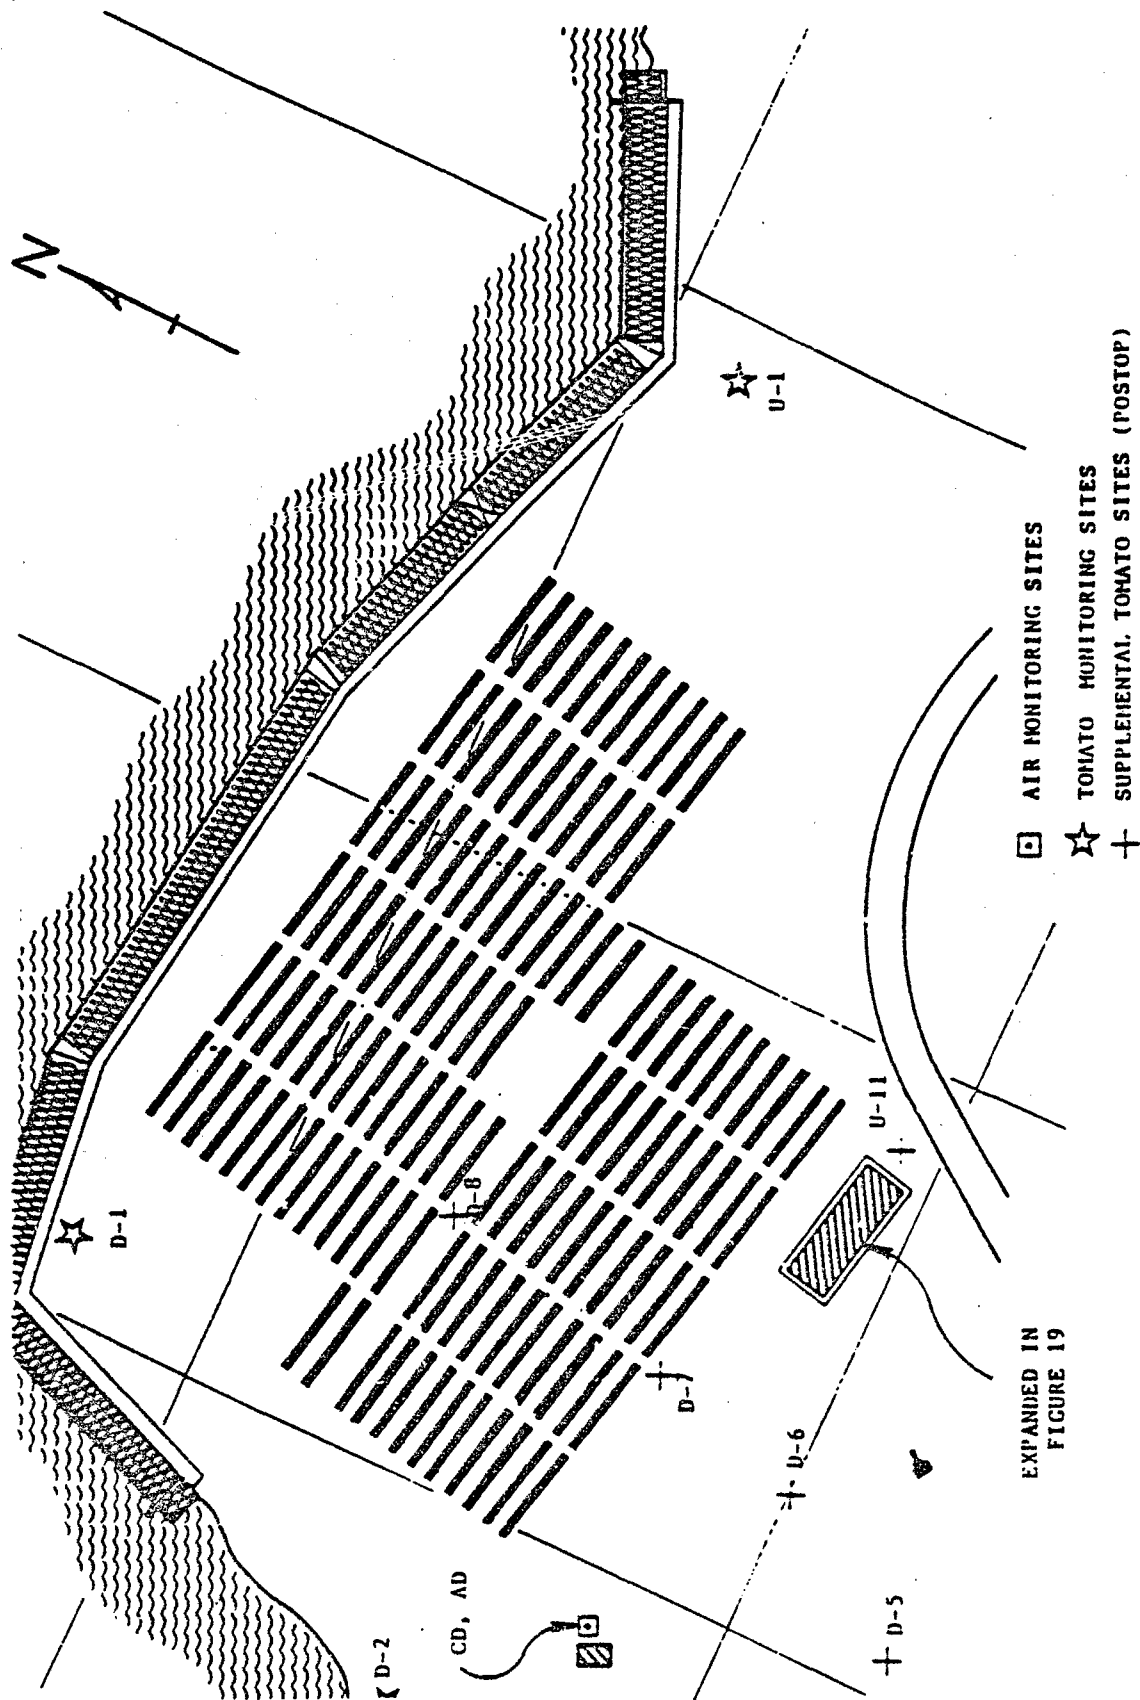 N
D-1
U-1
D-8
U-11
D-7
D-6
D-5
D-2
CD, AD
EXPANDED IN
FIGURE 19
AIR MONITORING SITES
TOMATO MONITORING SITES
SUPPLEMENTAL TOMATO SITES (POSTOP)